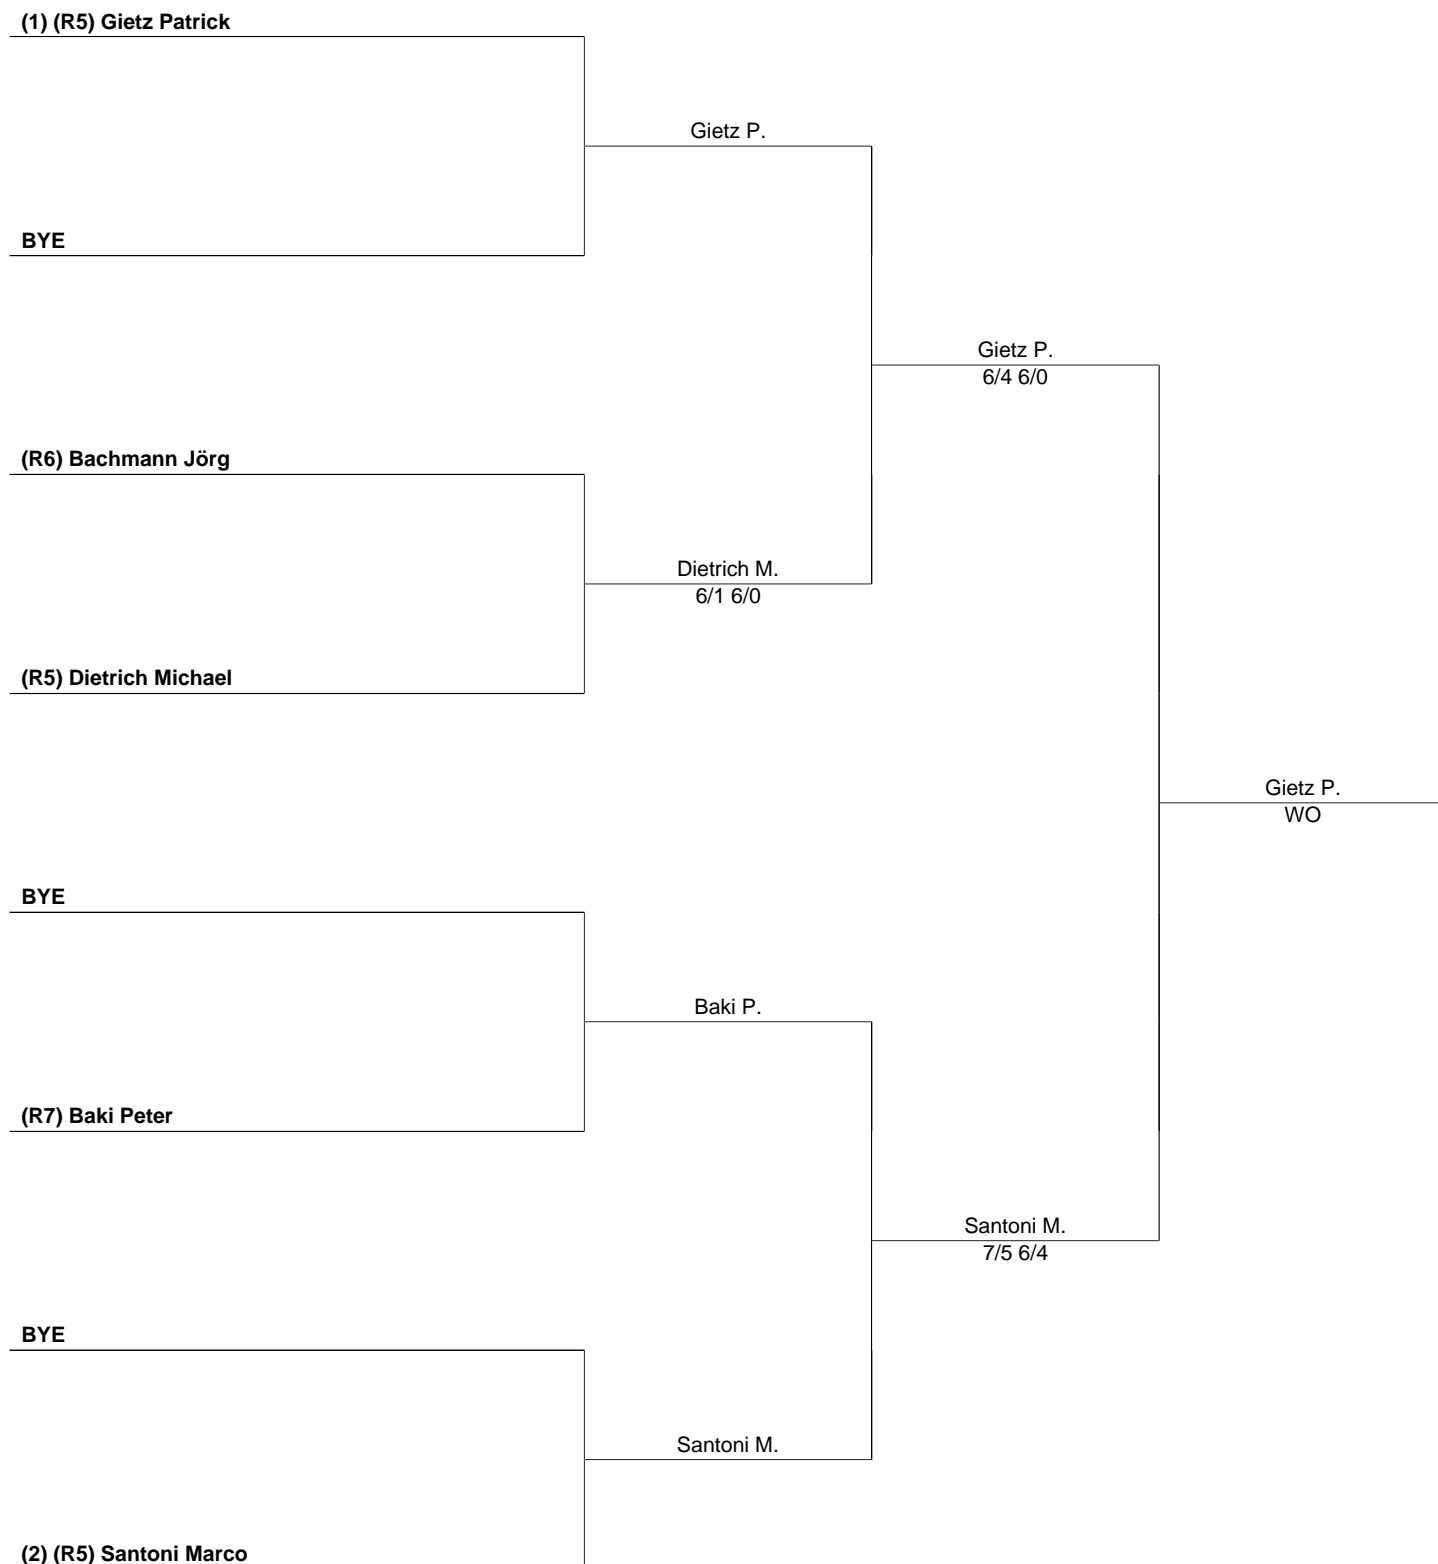 (1) (R5) Gietz Patrick
Gietz P.
BYE
Gietz P.
6/4 6/0
(R6) Bachmann Jörg
Dietrich M.
6/1 6/0
(R5) Dietrich Michael
Gietz P.
WO
BYE
Baki P.
(R7) Baki Peter
Santoni M.
7/5 6/4
BYE
Santoni M.
(2) (R5) Santoni Marco